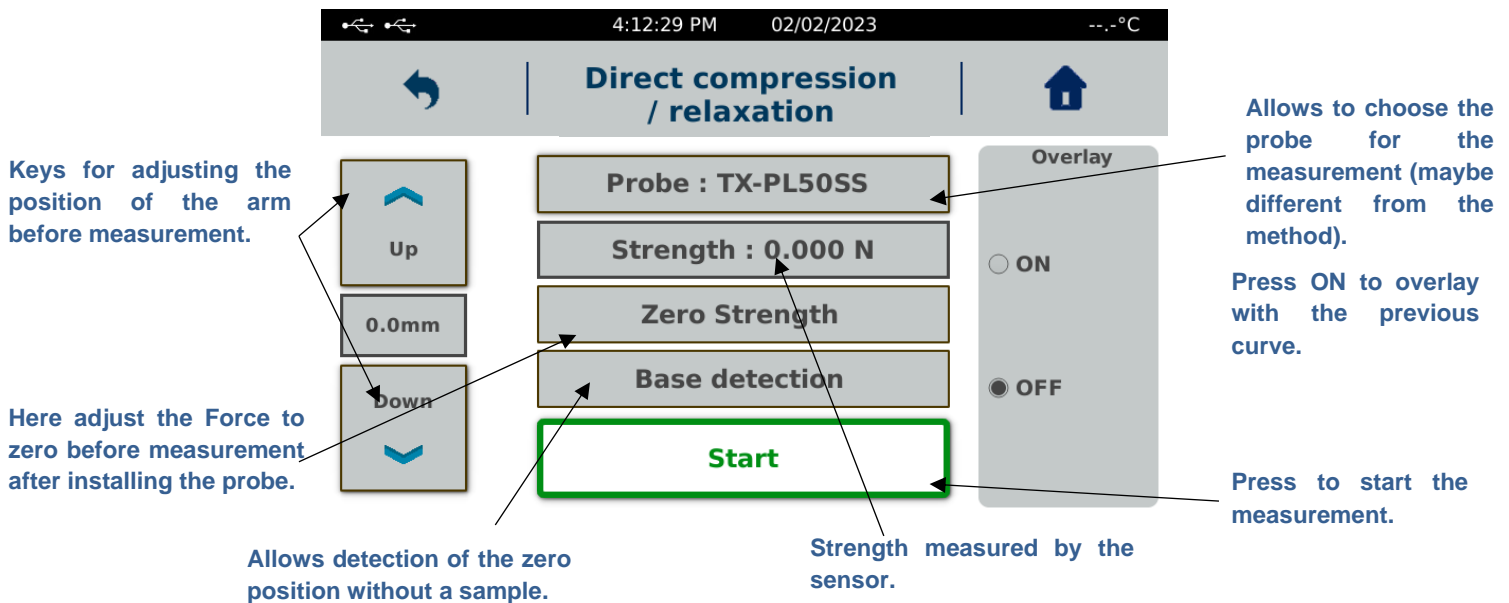 4:12:29 PM 02/02/2023 --.-°C
Direct compression
/ relaxation
Keys for adjusting the
position of the arm
before measurement.
Up
0.0mm
Down
Here adjust the Force to
zero before measurement
after installing the probe.
Probe : TX-PL50SS
Strength : 0.000 N
Zero Strength
Base detection
Start
Allows detection of the zero
position without a sample.
Strength measured by the
sensor.
Overlay
ON
OFF
Allows to choose the
probe for the
measurement (maybe
different from the
method).
Press ON to overlay
with the previous
curve.
Press to start the
measurement.